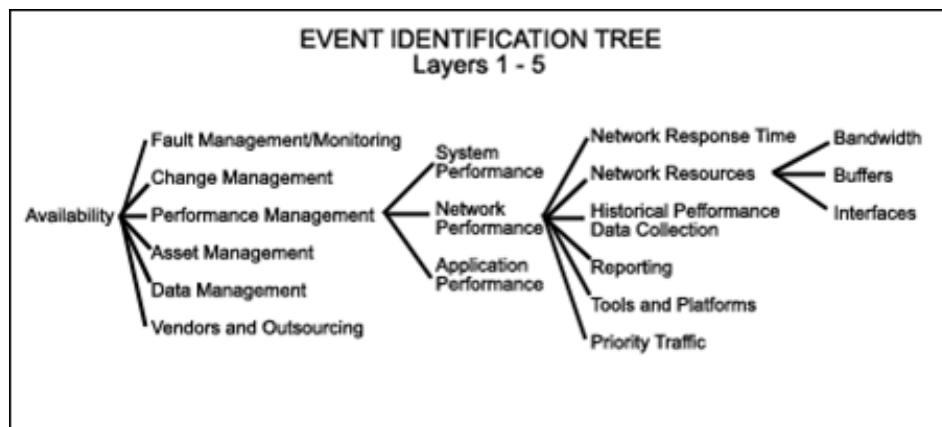 EVENT IDENTIFICATION TREE
Layers 1 - 5
Availability
Fault Management/Monitoring
Change Management
Performance Management
Asset Management
Data Management
Vendors and Outsourcing
System
Performance
Network
Performance
Application
Performance
Network Response Time
Network Resources
Historical Pefformance
Data Collection
Reporting
Tools and Platforms
Priority Traffic
Bandwidth
Buffers
Interfaces